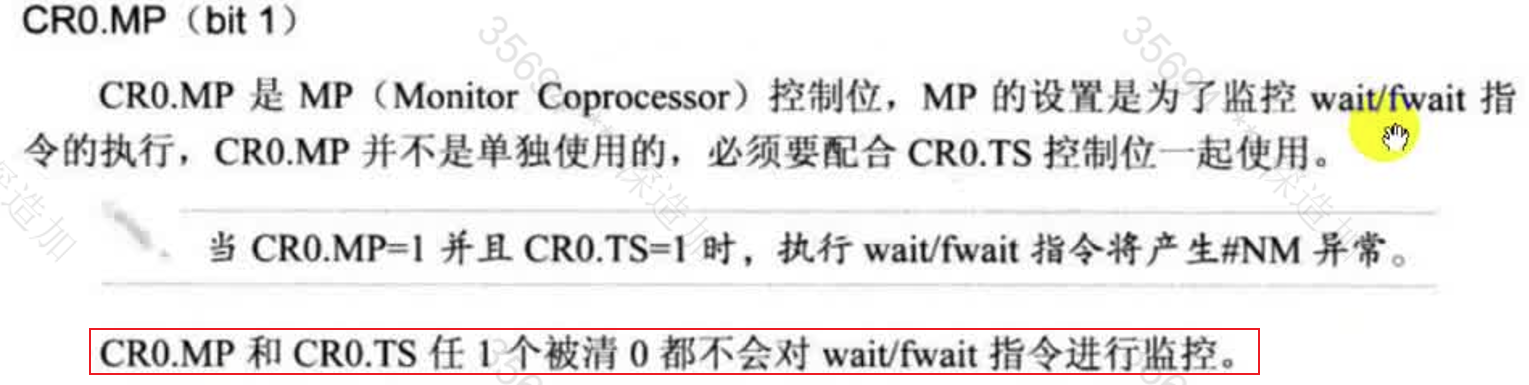 CR0.MP（bit 1）
CR0.MP 是 MP（Monitor Coprocessor）控制位，MP 的设置是为了监控 wait/fwait 指
令的执行，CR0.MP 并不是单独使用的，必须要配合 CR0.TS 控制位一起使用。
当 CR0.MP=1 并且 CR0.TS=1 时，执行 wait/fwait 指令将产生#NM 异常。
CR0.MP 和 CR0.TS 任 1 个被清 0 都不会对 wait/fwait 指令进行监控。